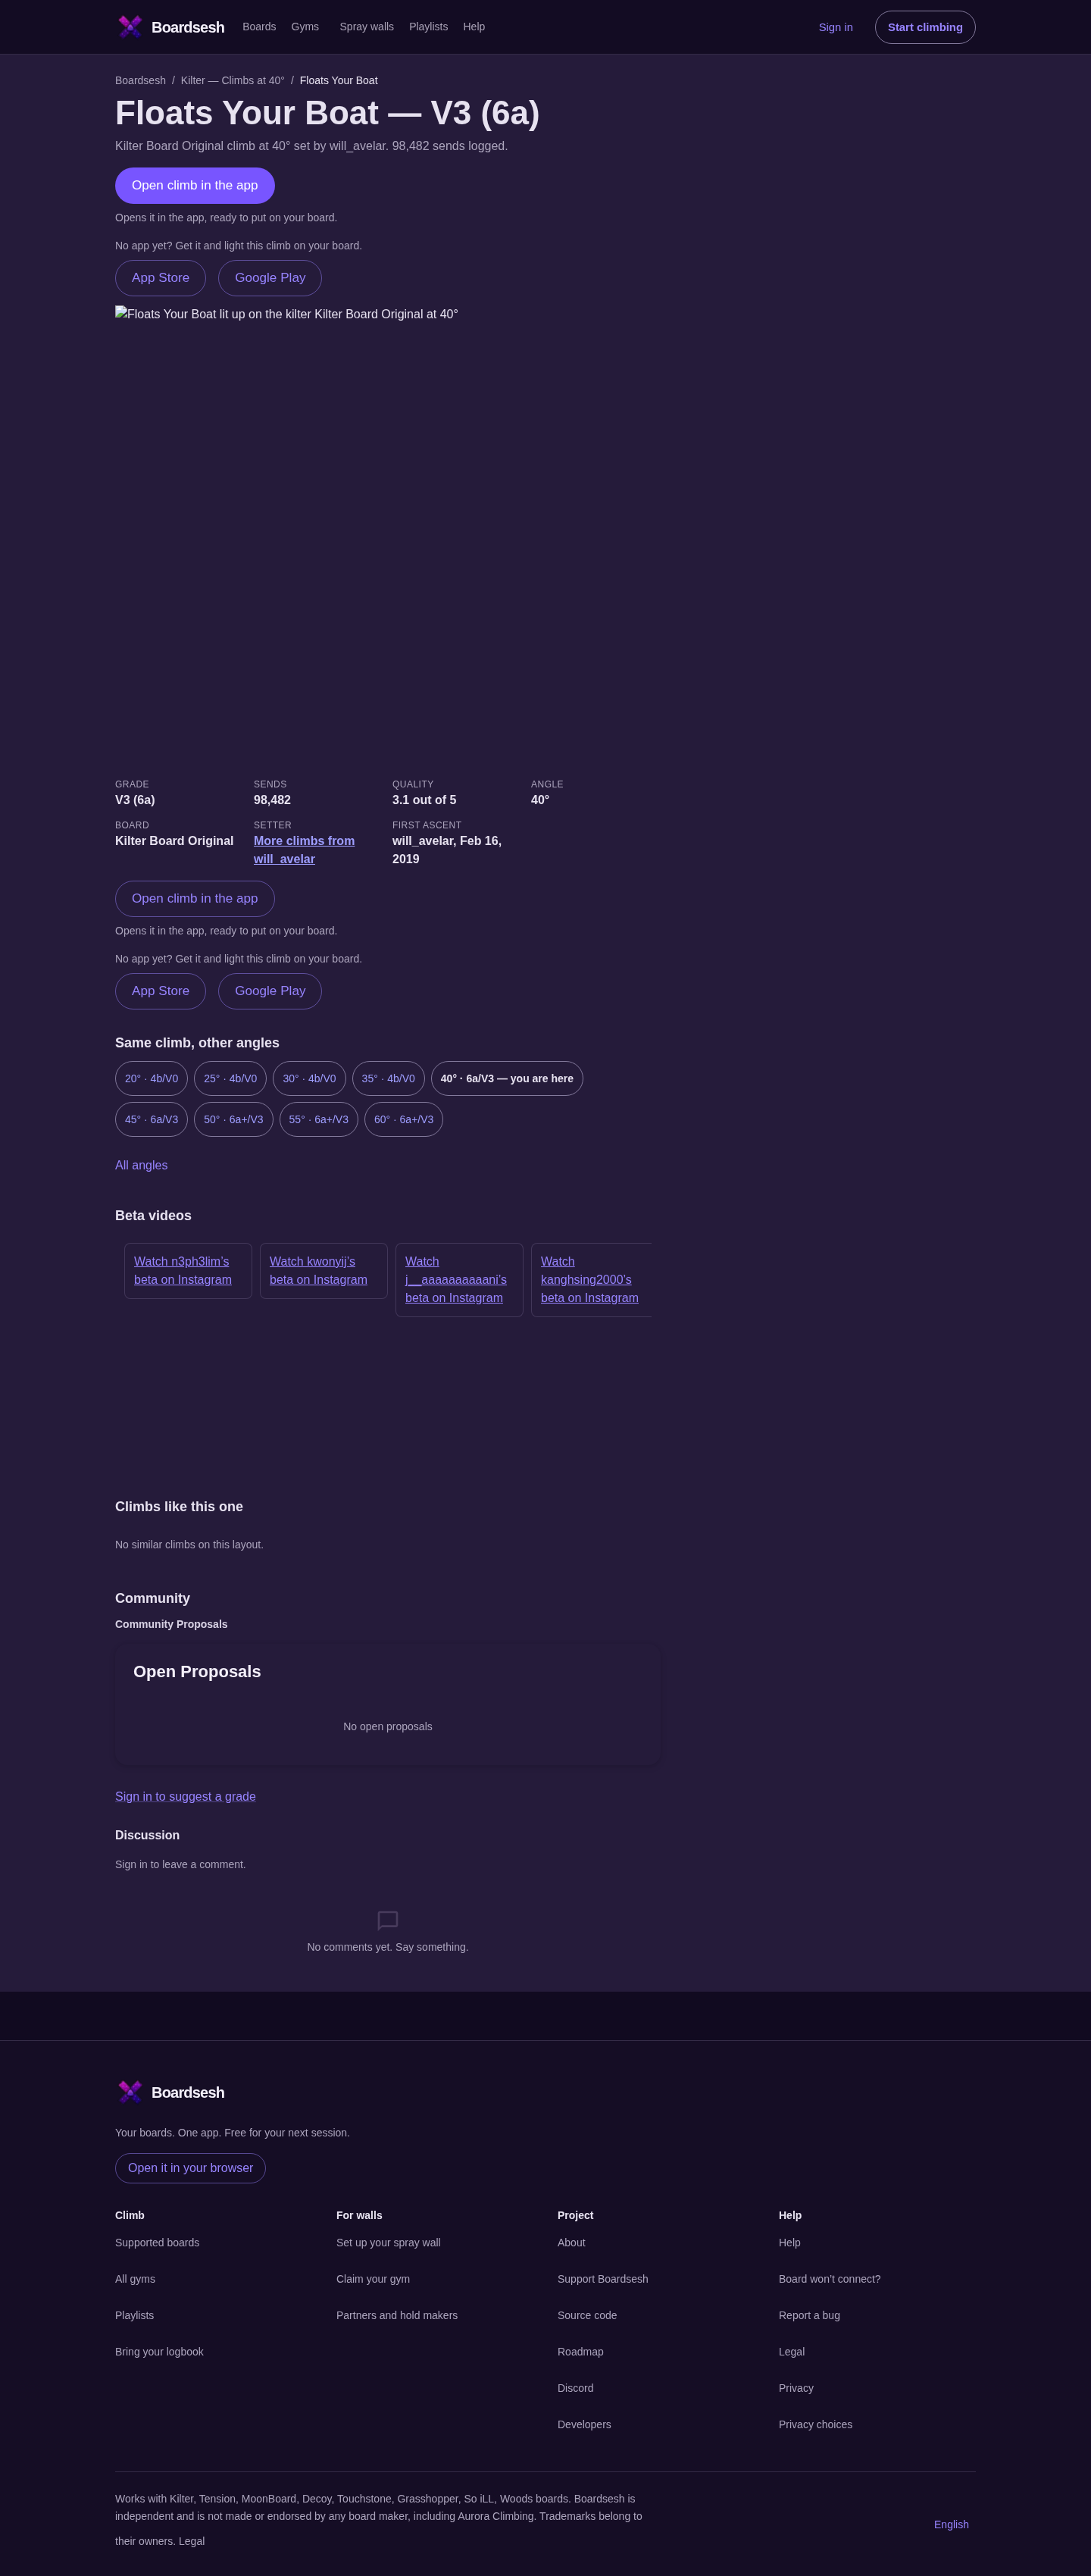 Boardsesh Boards Gyms Spray walls Playlists Help Sign in Start climbing
Boardsesh / Kilter — Climbs at 40° / Floats Your Boat
Floats Your Boat — V3 (6a)
Kilter Board Original climb at 40° set by will_avelar. 98,482 sends logged.
Open climb in the app
Opens it in the app, ready to put on your board.
No app yet? Get it and light this climb on your board.
App Store Google Play
Floats Your Boat lit up on the kilter Kilter Board Original at 40°
GRADE SENDS QUALITY ANGLE
V3 (6a) 98,482 3.1 out of 5 40°
BOARD SETTER FIRST ASCENT
Kilter Board Original More climbs from will_avelar, Feb 16,
will_avelar 2019
Open climb in the app
Opens it in the app, ready to put on your board.
No app yet? Get it and light this climb on your board.
App Store Google Play
Same climb, other angles
20° · 4b/V0 25° · 4b/V0 30° · 4b/V0 35° · 4b/V0 40° · 6a/V3 — you are here
45° · 6a/V3 50° · 6a+/V3 55° · 6a+/V3 60° · 6a+/V3
All angles
Beta videos
Watch n3ph3lim’s Watch kwonyij’s Watch Watch
beta on Instagram beta on Instagram j__aaaaaaaaaani’s kanghsing2000’s
beta on Instagram beta on Instagram
Climbs like this one
No similar climbs on this layout.
Community
Community Proposals
Open Proposals
No open proposals
Sign in to suggest a grade
Discussion
Sign in to leave a comment.
No comments yet. Say something.
Boardsesh
Your boards. One app. Free for your next session.
Open it in your browser
Climb For walls Project Help
Supported boards Set up your spray wall About Help
All gyms Claim your gym Support Boardsesh Board won’t connect?
Playlists Partners and hold makers Source code Report a bug
Bring your logbook Roadmap Legal
Discord Privacy
Developers Privacy choices
Works with Kilter, Tension, MoonBoard, Decoy, Touchstone, Grasshopper, So iLL, Woods boards. Boardsesh is
independent and is not made or endorsed by any board maker, including Aurora Climbing. Trademarks belong to
their owners. Legal
English